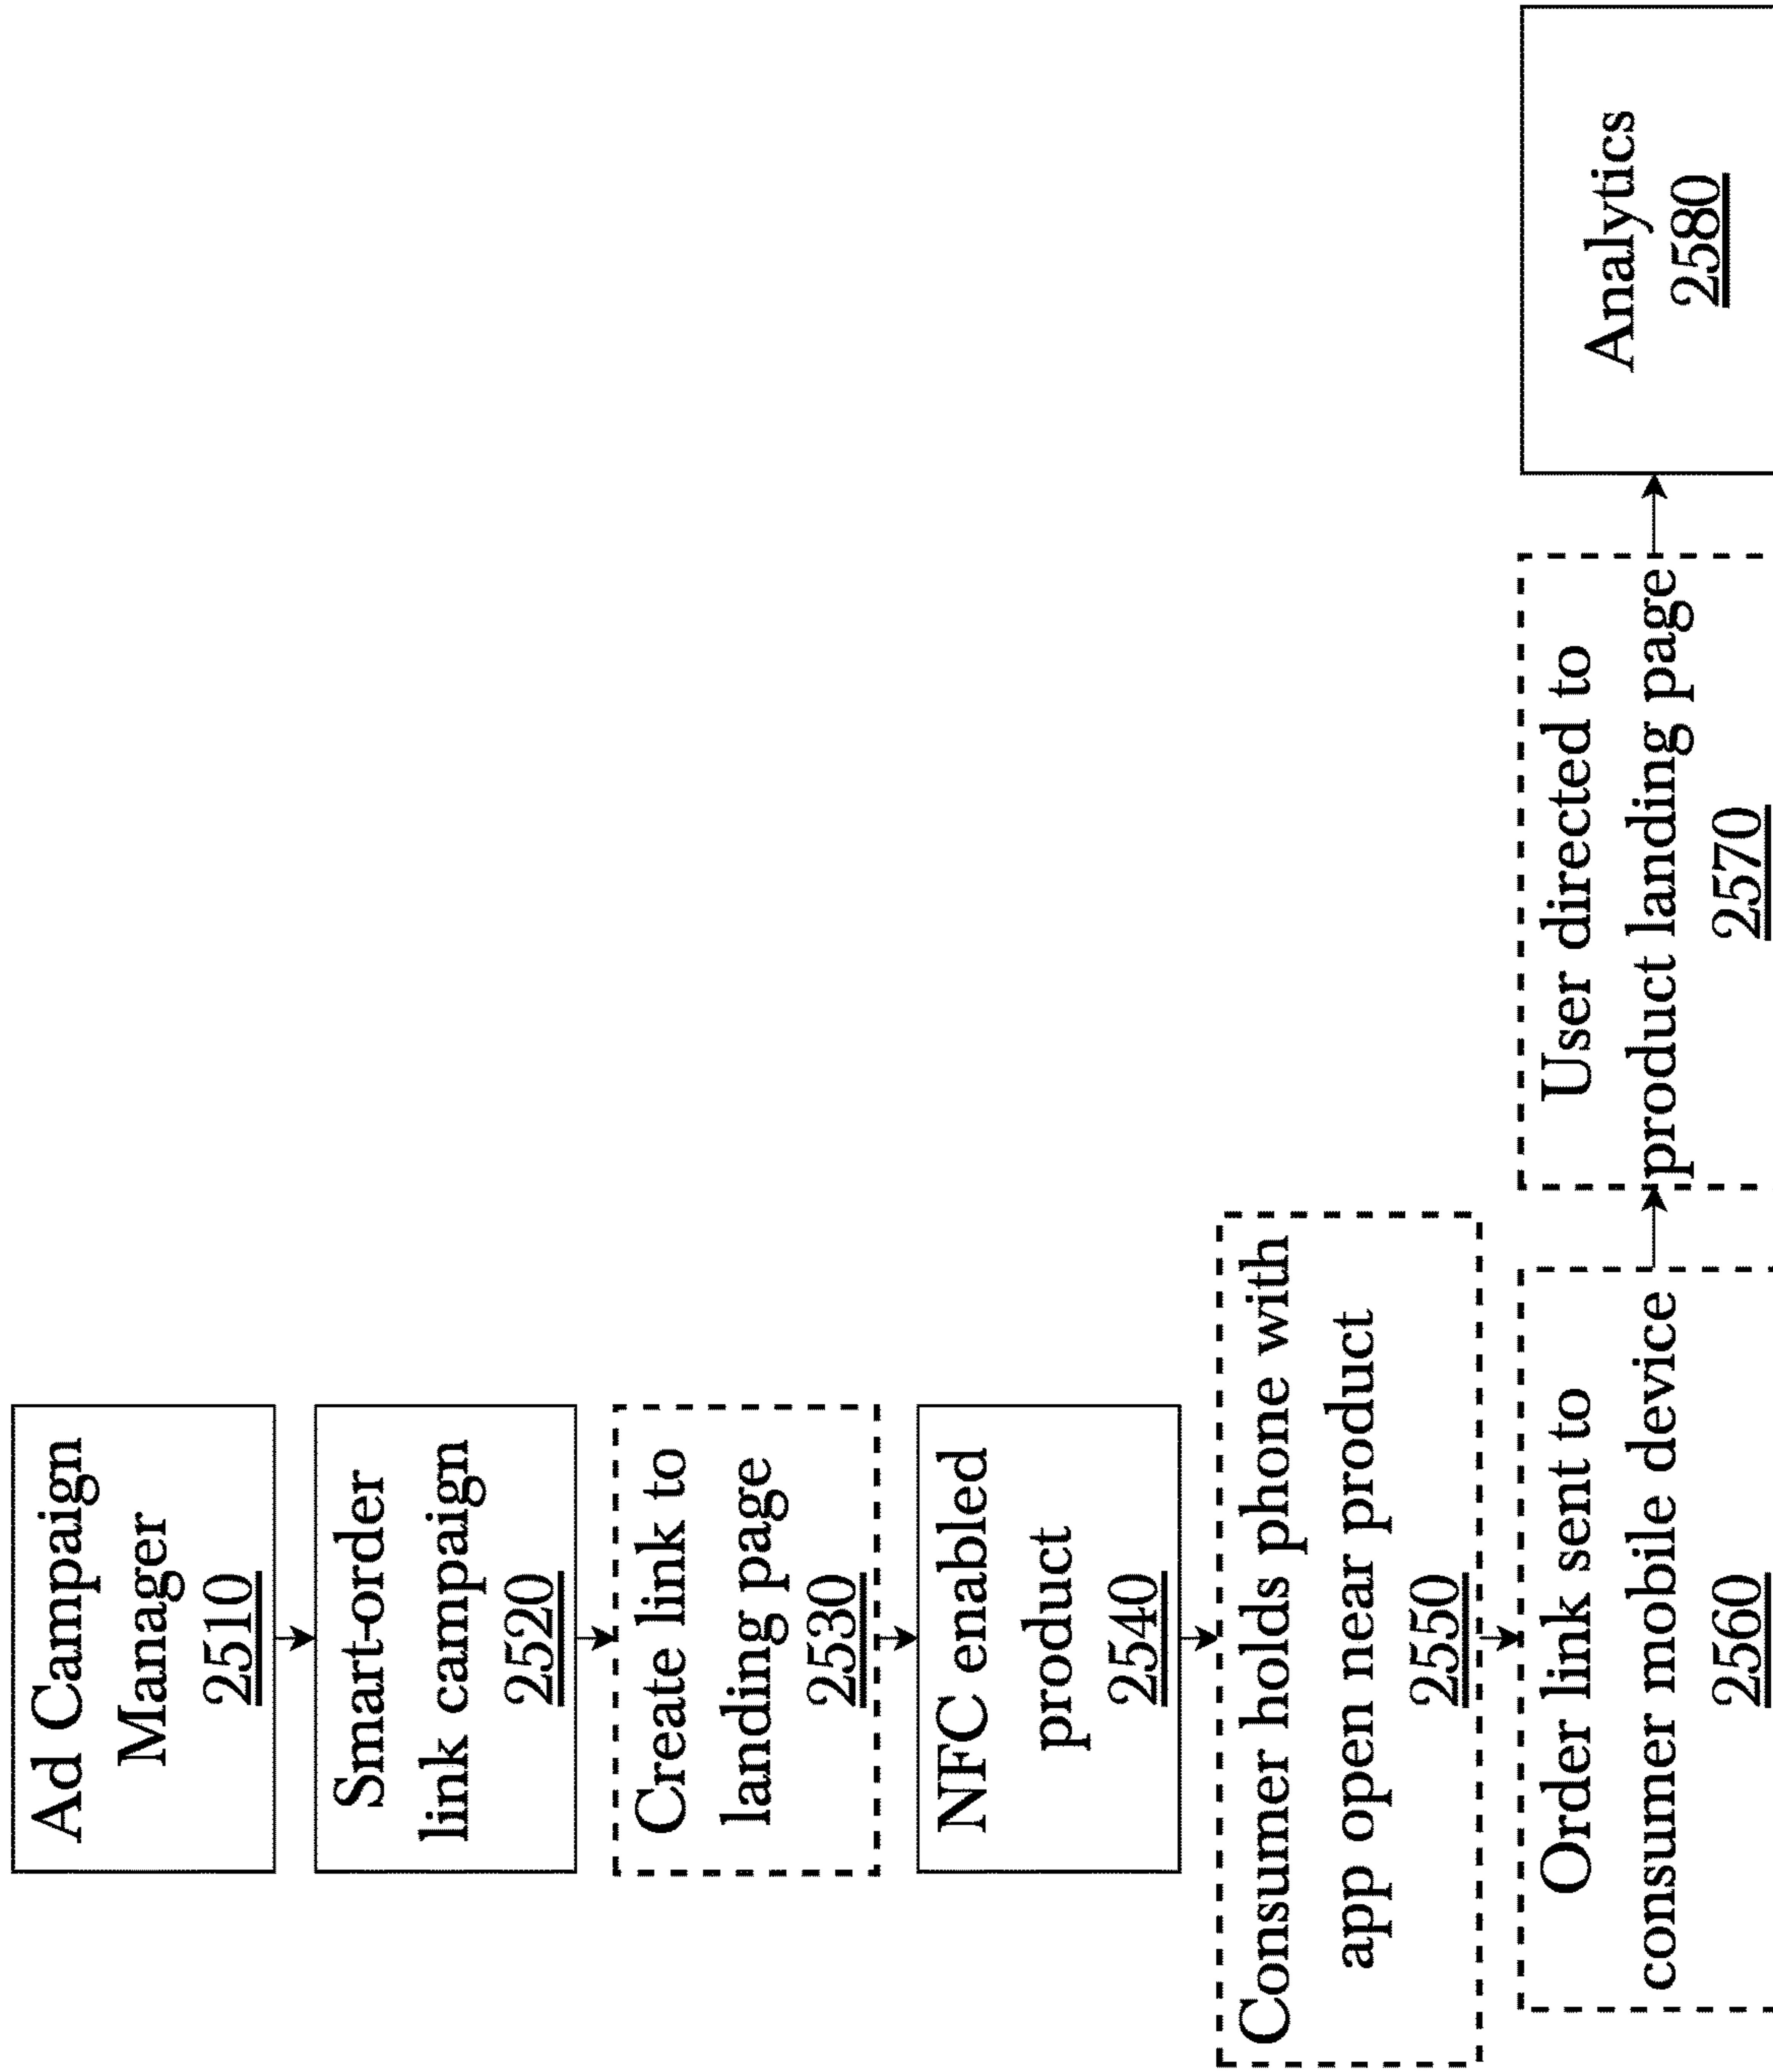 Ad Campaign
Manager
2510
Smart-order
link campaign
2520
Create link to
landing page
2530
NFC enabled
product
2540
Consumer holds phone with
app open near product
2550
Order link sent to
consumer mobile device
2560
User directed to
product landing page
2570
Analytics
2580